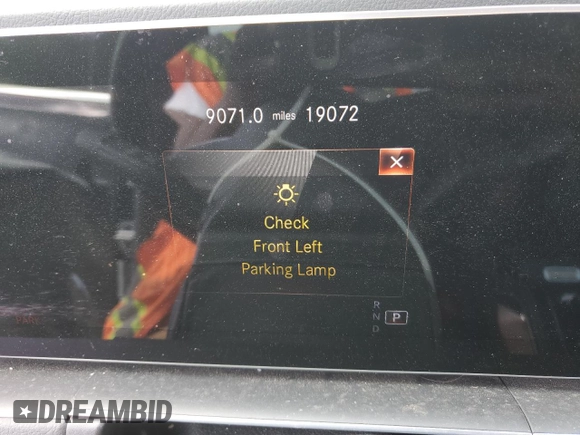 9071.0 miles 19072
Check
Front Left
Parking Lamp
R
N P
D
DREAMBID